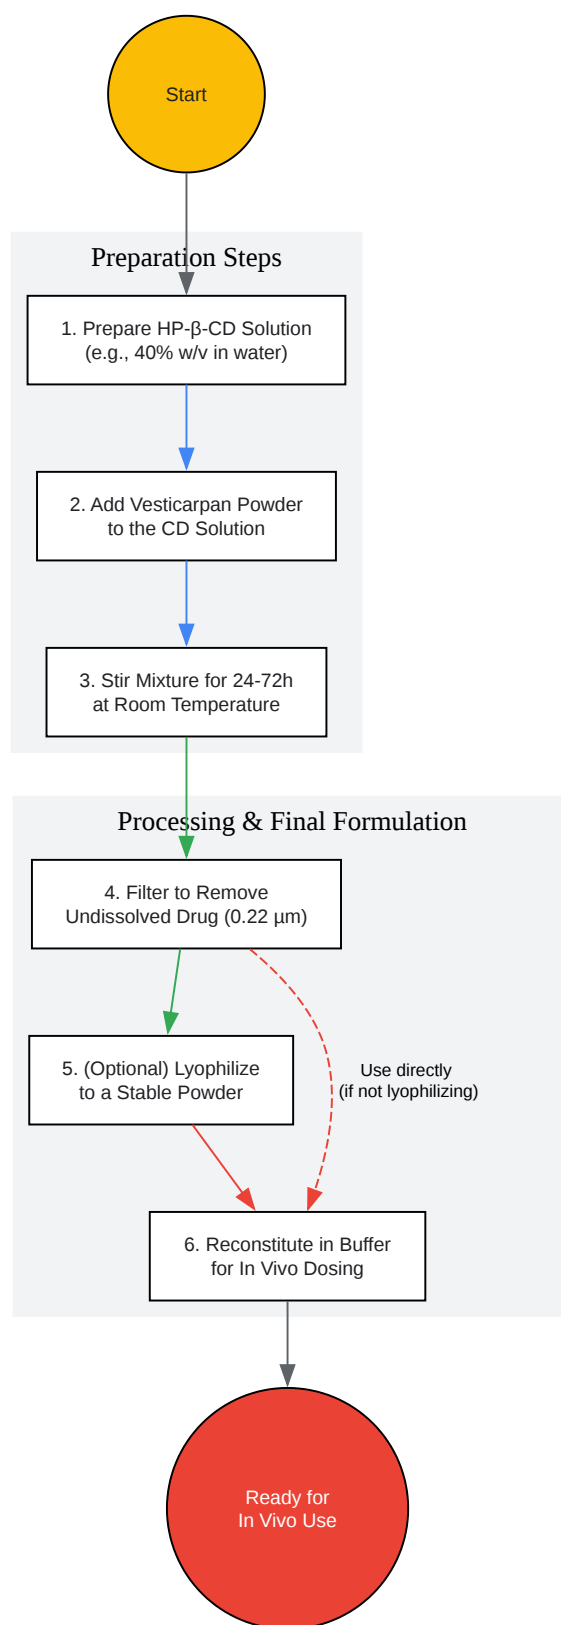 Start
Preparation Steps
1. Prepare HP-β-CD Solution
(e.g., 40% w/v in water)
2. Add Vesticarpan Powder
to the CD Solution
3. Stir Mixture for 24-72h
at Room Temperature
Processing & Final Formulation
4. Filter to Remove
Undissolved Drug (0.22 µm)
5. (Optional) Lyophilize
to a Stable Powder
Use directly
(if not lyophilizing)
6. Reconstitute in Buffer
for In Vivo Dosing
Ready for
In Vivo Use